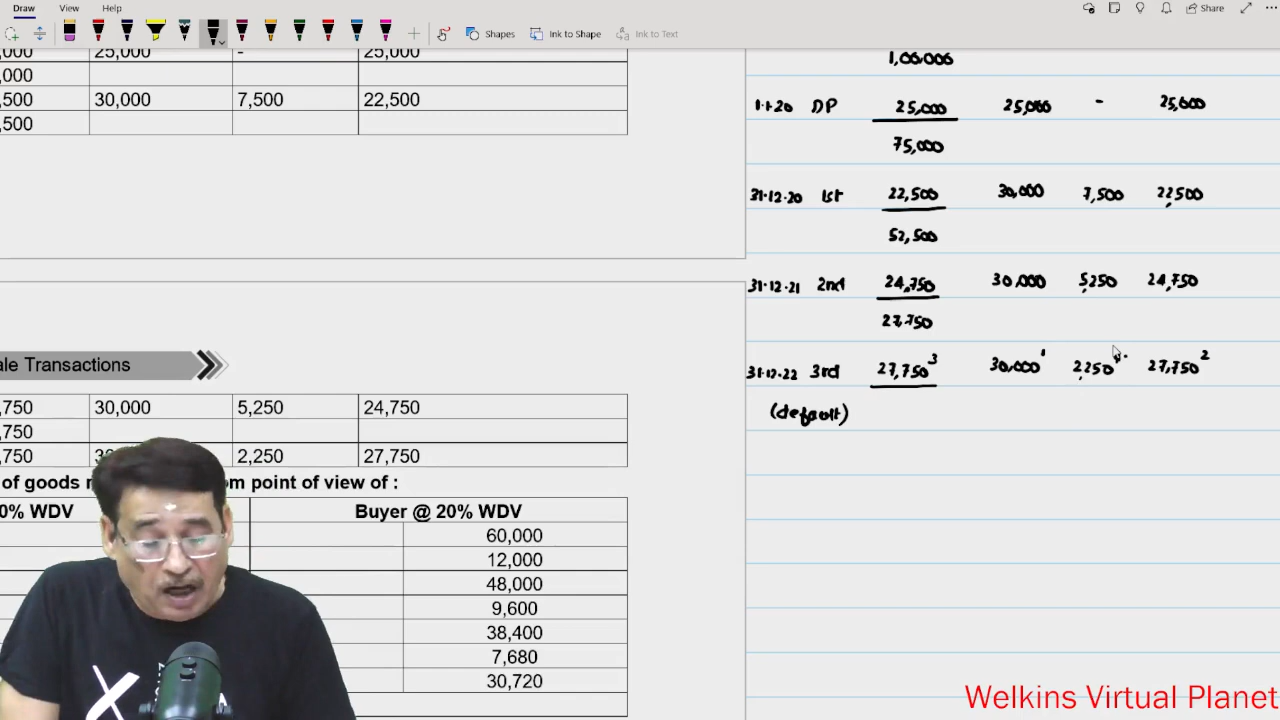 Draw View Help
Share
Shapes Ink to Shape Ink to Text
,000 25,000 - 25,000
,000
,500 30,000 7,500 22,500
,500
ale Transactions
,750 30,000 5,250 24,750
,750
,750 2,250 27,750
of goods om point of view of :
0% WDV Buyer @ 20% WDV
60,000
12,000
48,000
9,600
38,400
7,680
30,720
1,00,000
1.1.20 DP 25,000 25,000 - 25,000
75,000
31.12.20 1st 22,500 30,000 7,500 22,500
52,500
31.12.21 2nd 24,750 30,000 5,250 24,750
27,750
31.12.22 3rd 27,750³ 30,000¹ 2,250 27,750²
(default)
Welkins Virtual Planet